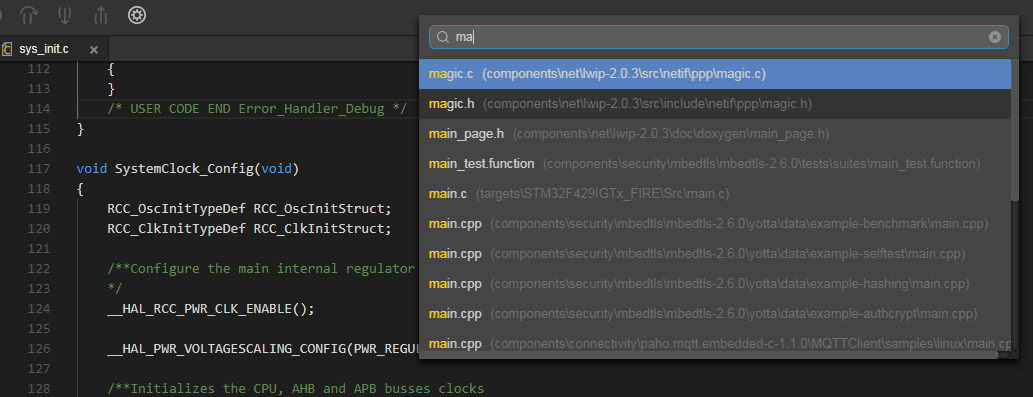 sys_init.c
ma
112 {
113 }
114 /* USER CODE END Error_Handler_Debug */
115 }
116
117 void SystemClock_Config(void)
118 {
119 RCC_OscInitTypeDef RCC_OscInitStruct;
120 RCC_ClkInitTypeDef RCC_ClkInitStruct;
121
122 /**Configure the main internal regulator
123 */
124 __HAL_RCC_PWR_CLK_ENABLE();
125
126 __HAL_PWR_VOLTAGESCALING_CONFIG(PWR_REGUL
127
128 /**Initializes the CPU, AHB and APB busses clocks
magic.c (components\net\lwip-2.0.3\src\netif\ppp\magic.c)
magic.h (components\net\lwip-2.0.3\src\include\netif\ppp\magic.h)
main_page.h (components\net\lwip-2.0.3\doc\doxygen\main_page.h)
main_test.function (components\security\mbedtls\mbedtls-2.6.0\tests\suites\main_test.function)
main.c (targets\STM32F429IGTx_FIRE\Src\main.c)
main.cpp (components\security\mbedtls\mbedtls-2.6.0\yotta\data\example-benchmark\main.cpp)
main.cpp (components\security\mbedtls\mbedtls-2.6.0\yotta\data\example-selftest\main.cpp)
main.cpp (components\security\mbedtls\mbedtls-2.6.0\yotta\data\example-hashing\main.cpp)
main.cpp (components\security\mbedtls\mbedtls-2.6.0\yotta\data\example-authcrypt\main.cpp)
main.cpp (components\connectivity\paho.mqtt.embedded-c-1.1.0\MQTTClient\samples\linux\main.cp